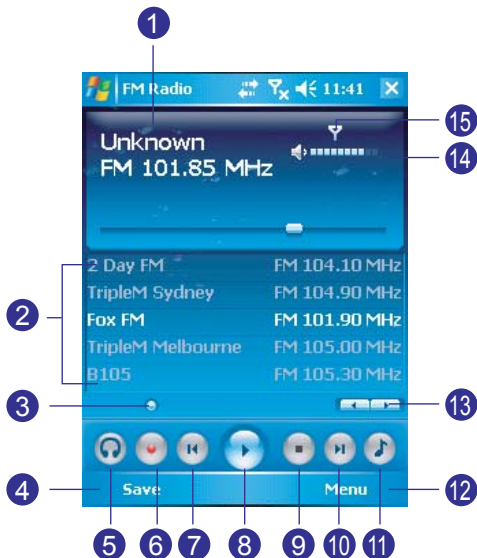 1
FM Radio 11:41
Unknown
FM 101.85 MHz
15
14
2
2 Day FM FM 104.10 MHz
TripleM Sydney FM 104.90 MHz
Fox FM FM 101.90 MHz
TripleM Melbourne FM 105.00 MHz
B105 FM 105.30 MHz
3
13
4
Save Menu
12
5 6 7 8 9 10 11